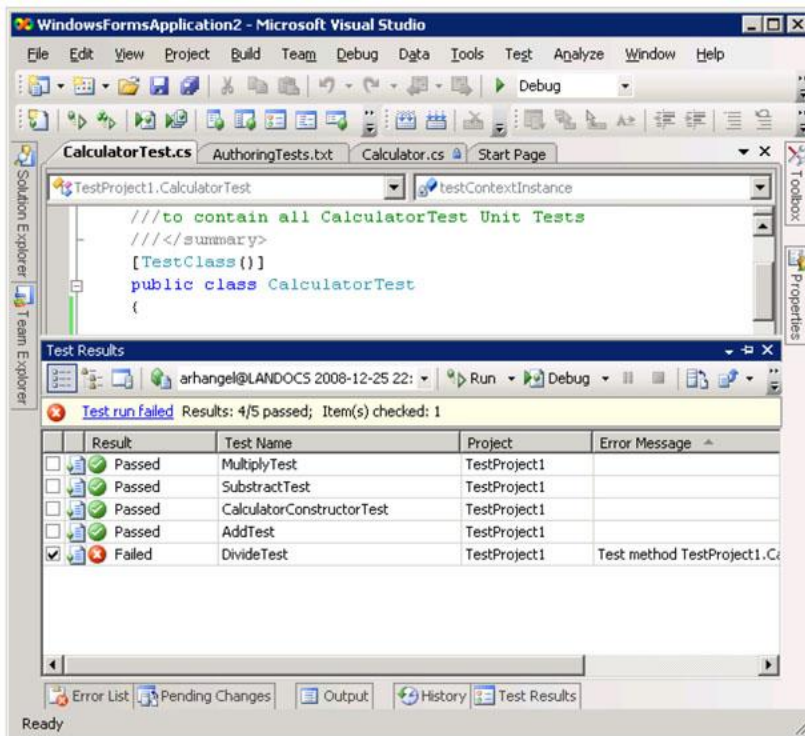 WindowsFormsApplication2 - Microsoft Visual Studio
File Edit View Project Build Team Debug Data Tools Test Analyze Window Help
Debug
CalculatorTest.cs AuthoringTests.txt Calculator.cs Start Page
TestProject1.CalculatorTest testContextInstance
///to contain all CalculatorTest Unit Tests
///</summary>
[TestClass()]
public class CalculatorTest
{
Solution Explorer
Team Explorer
Toolbox
Properties
Test Results
arhangel@LANDOCS 2008-12-25 22: Run Debug
Test run failed Results: 4/5 passed; Item(s) checked: 1
Result Test Name Project Error Message
Passed MultiplyTest TestProject1
Passed SubstractTest TestProject1
Passed CalculatorConstructorTest TestProject1
Passed AddTest TestProject1
Failed DivideTest TestProject1 Test method TestProject1.Ca
Error List Pending Changes Output History Test Results
Ready